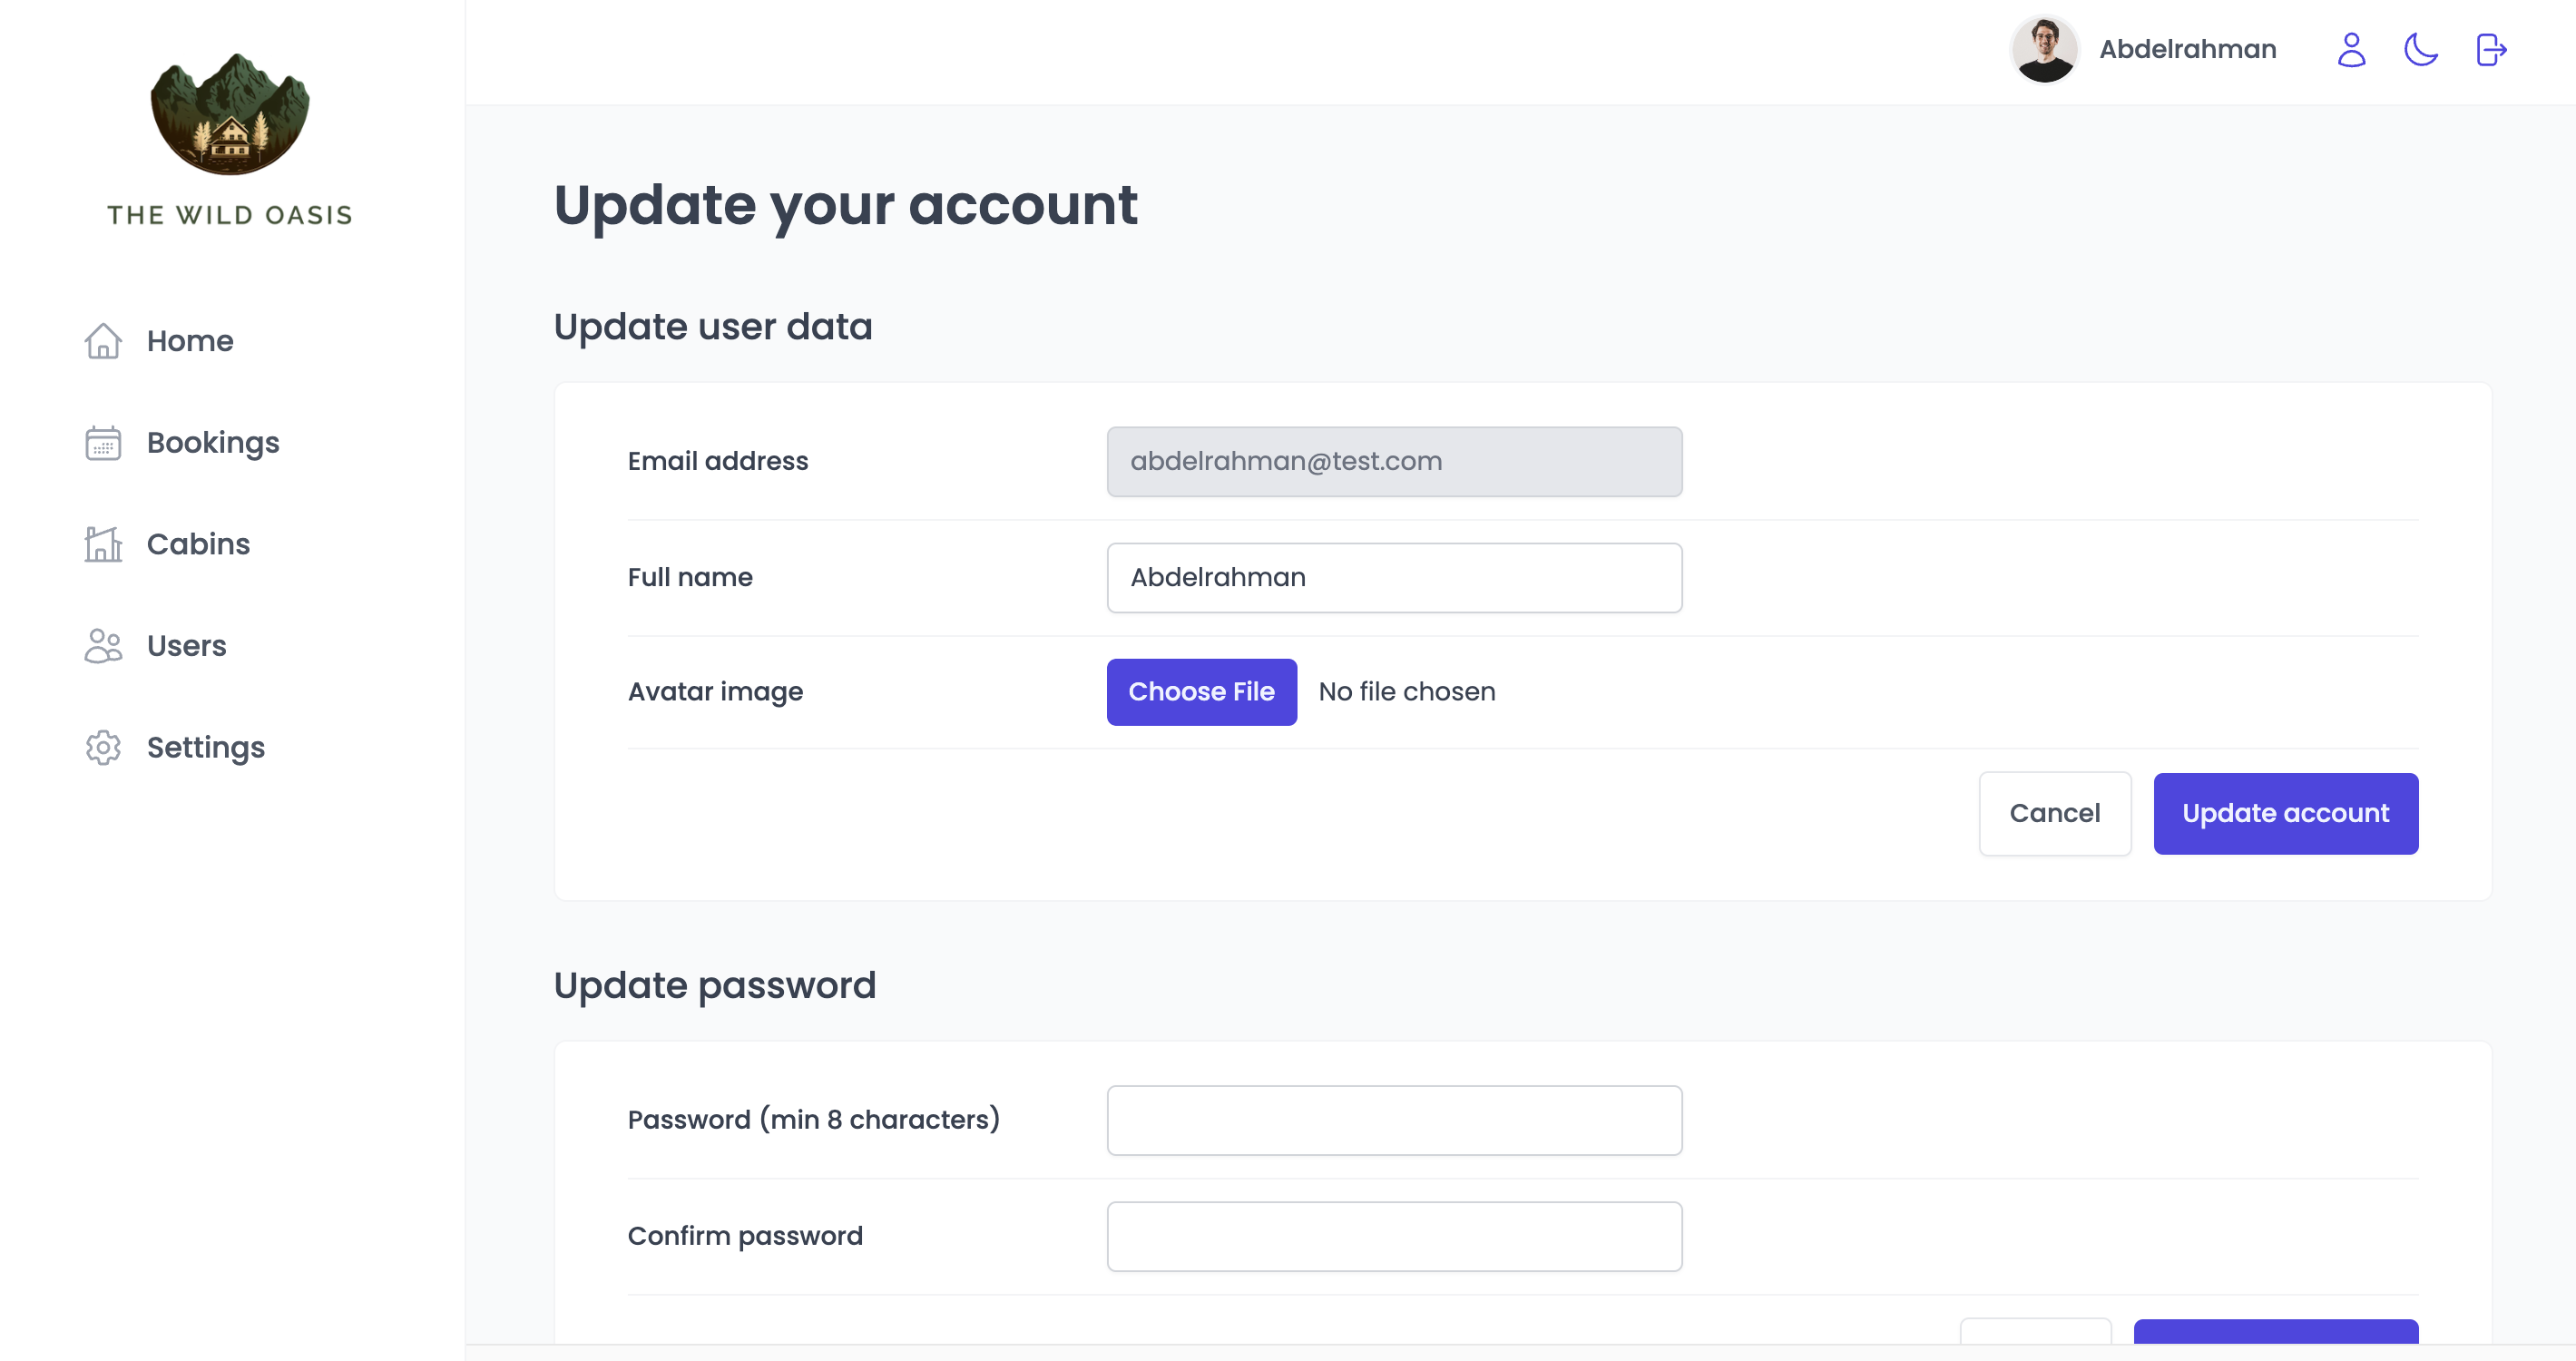 THE WILD OASIS
Home
Bookings
Cabins
Users
Settings
Abdelrahman
Update your account
Update user data
Email address
abdelrahman@test.com
Full name
Abdelrahman
Avatar image
Choose File No file chosen
Cancel
Update account
Update password
Password (min 8 characters)
Confirm password